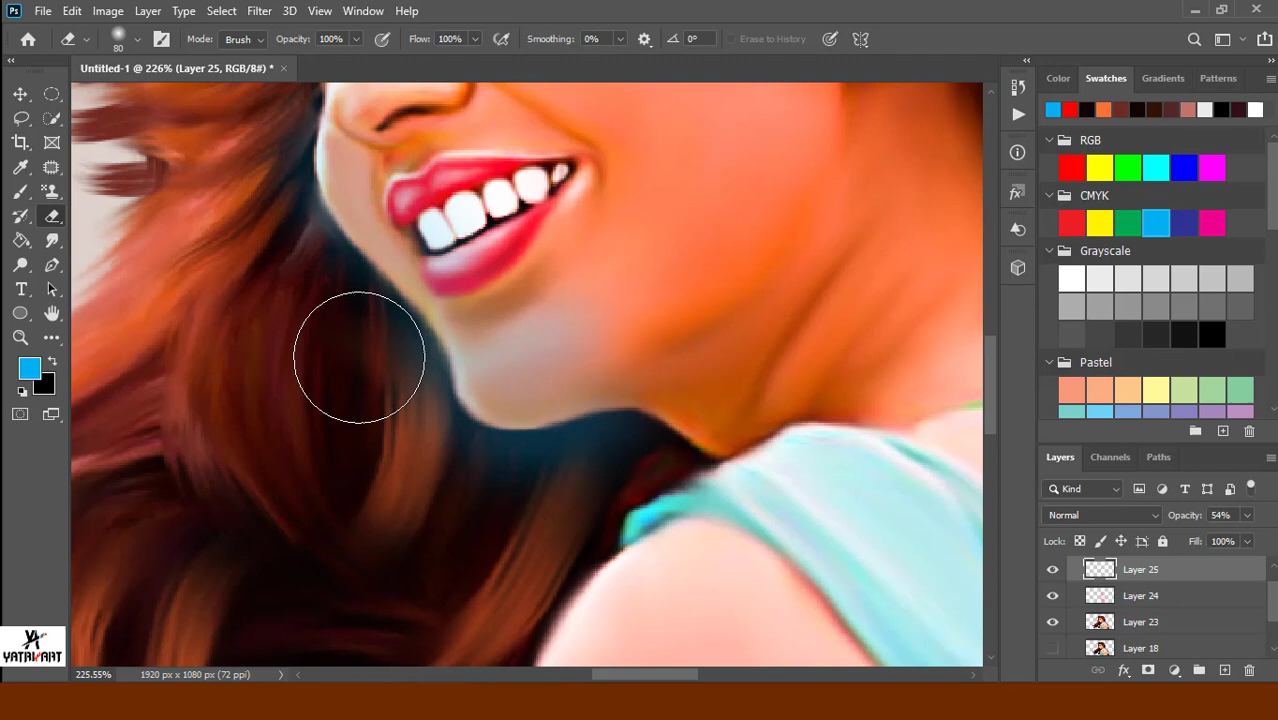 Ps File Edit Image Layer Type Select Filter 3D View Window Help
80 Mode: Brush Opacity: 100% Flow: 100% Smoothing: 0% 0° Erase to History
Untitled-1 @ 226% (Layer 25, RGB/8#) *
Color Swatches Gradients Patterns
RGB
CMYK
Grayscale
Pastel
Layers Channels Paths
Kind
Normal Opacity: 54%
Lock: Fill: 100%
Layer 25
Layer 24
Layer 23
Layer 18
YA
YATRIKART
225.55% 1920 px x 1080 px (72 ppi)